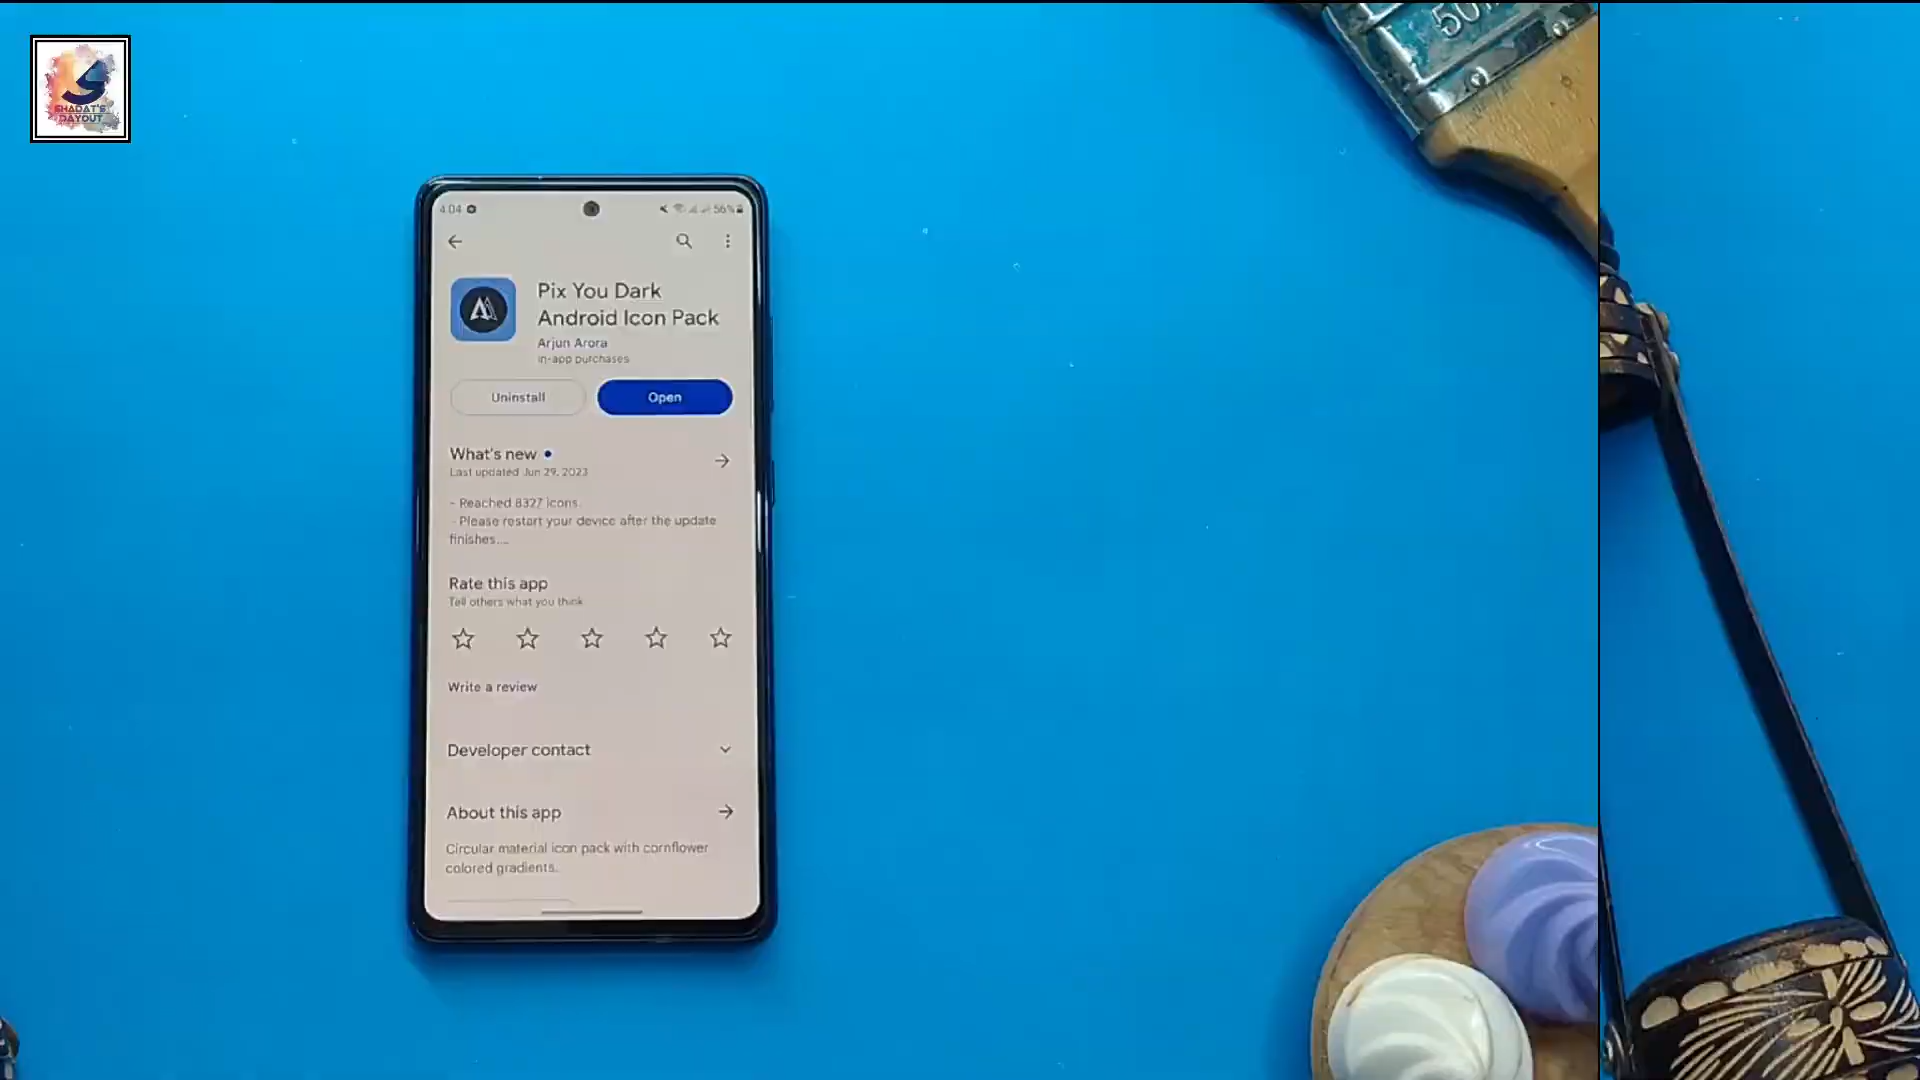 SHADAT'S
DAYOUT
50
4:04
56%
Pix You Dark
Android Icon Pack
Arjun Arora
In-app purchases
Uninstall
Open
What's new •
Last updated Jun 29, 2023
- Reached 8327 icons.
- Please restart your device after the update
finishes....
Rate this app
Tell others what you think
Write a review
Developer contact
About this app
Circular material icon pack with cornflower
colored gradients.